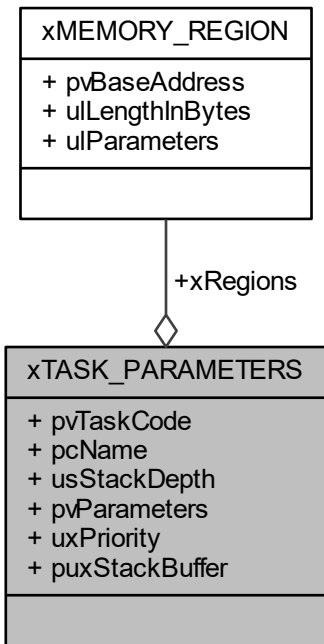 xMEMORY_REGION
+ pvBaseAddress
+ ulLengthInBytes
+ ulParameters
+xRegions
xTASK_PARAMETERS
+ pvTaskCode
+ pcName
+ usStackDepth
+ pvParameters
+ uxPriority
+ puxStackBuffer